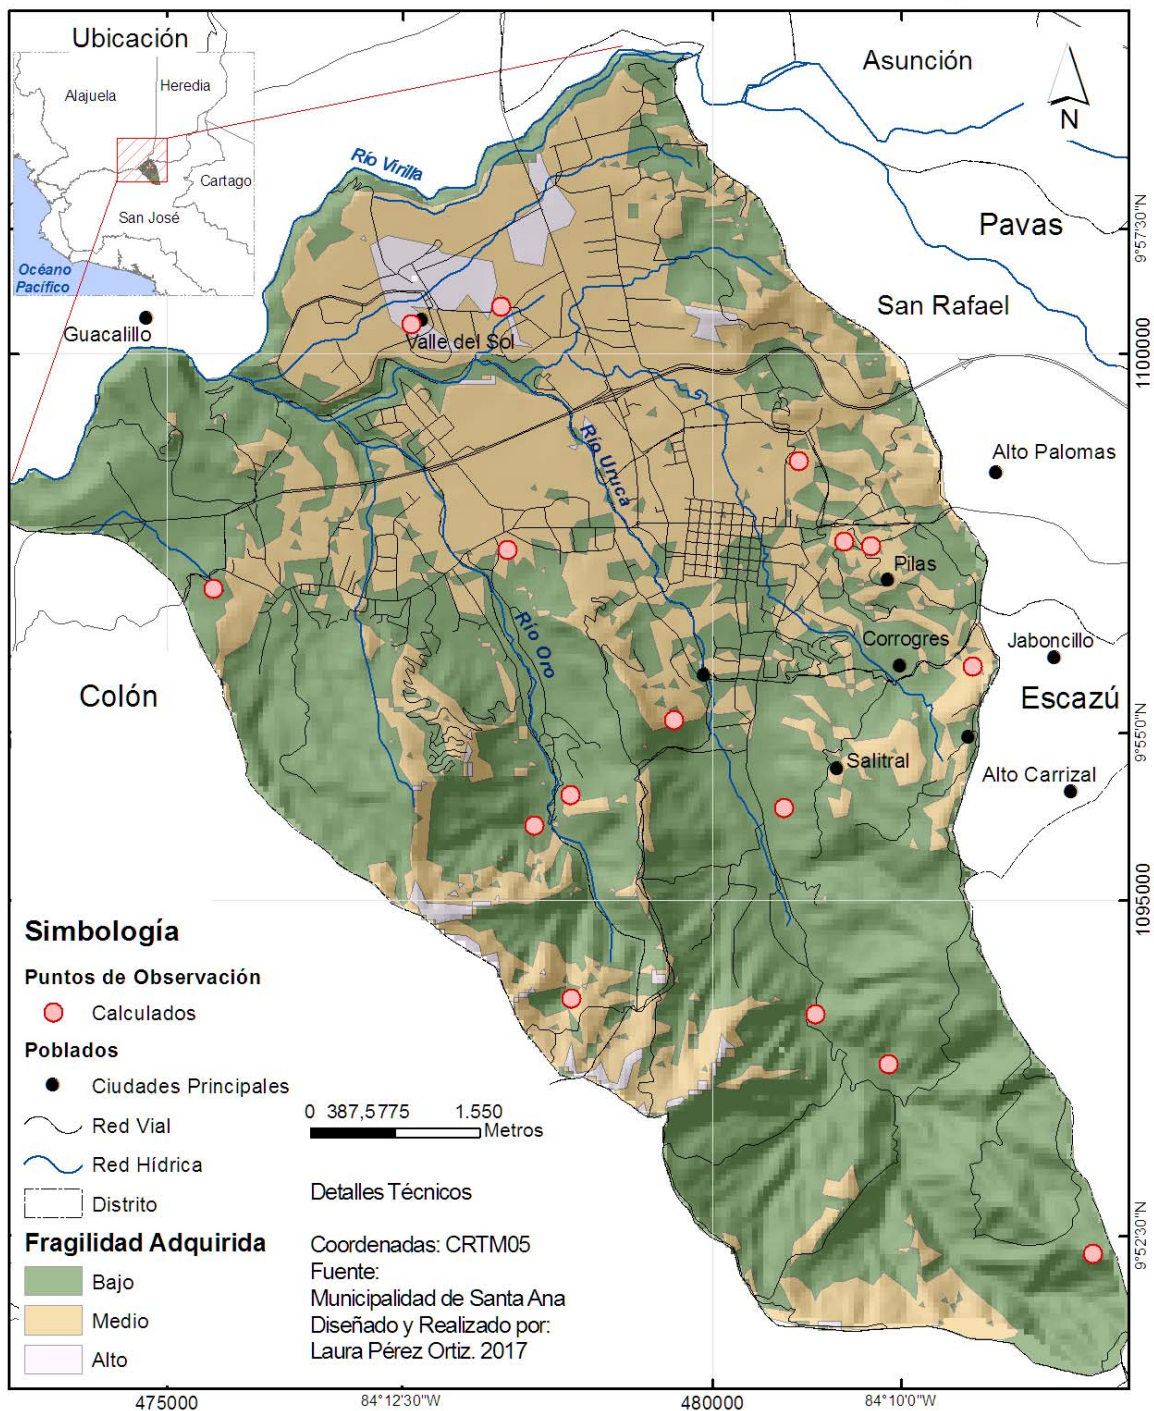 Ubicación
Alajuela
Heredia
Cartago
San José
Océano
Pacífico
Asunción
N
Río Virilla
Pavas
9°57'30"N
San Rafael
Guacalillo
Valle del Sol
1100000
Río Uruca
Alto Palomas
Pilas
Río Oro
Corrogres
Jaboncillo
Colón
Escazú
9°55'0"N
Salitral
Alto Carrizal
1095000
Simbología
Puntos de Observación
Calculados
Poblados
Ciudades Principales
Red Vial
Red Hídrica
Distrito
Fragilidad Adquirida
Bajo
Medio
Alto
0 387,5775 1.550
Metros
Detalles Técnicos
Coordenadas: CRTM05
Fuente:
Municipalidad de Santa Ana
Diseñado y Realizado por:
Laura Pérez Ortiz. 2017
9°52'30"N
475000
84°12'30"W
480000
84°10'0"W